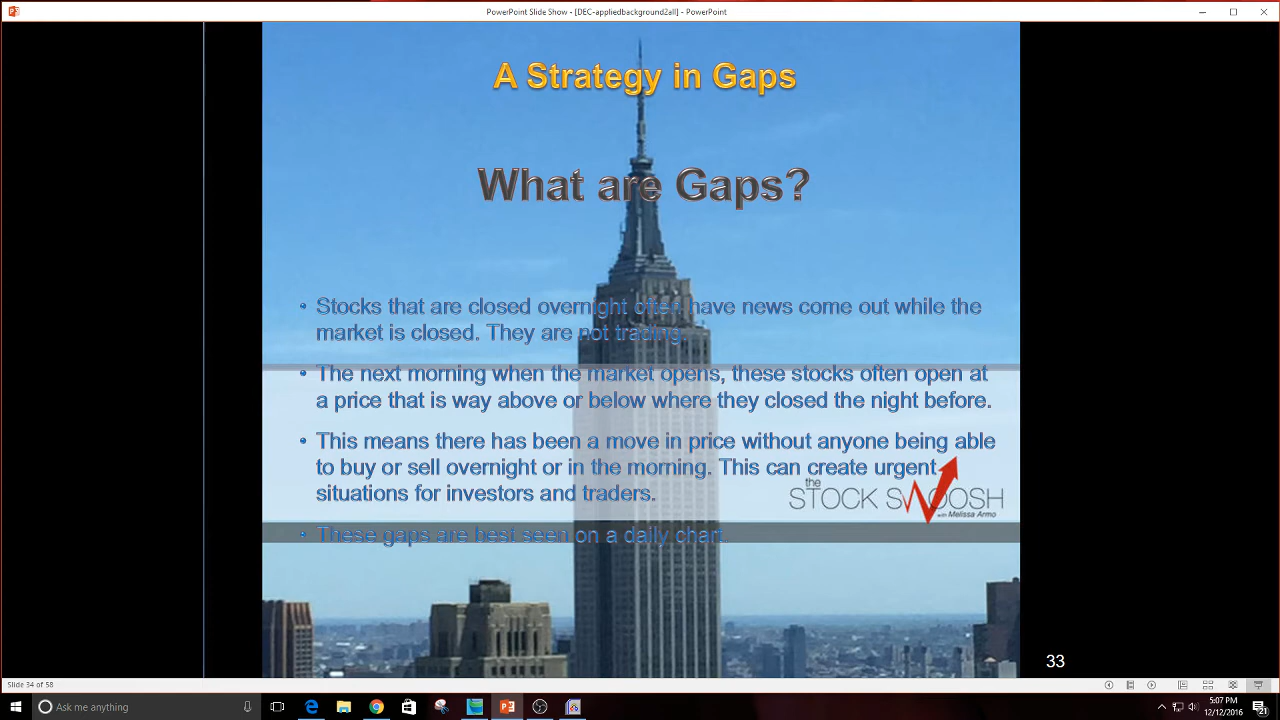 PowerPoint Slide Show - [DEC-appliedbackground2all] - PowerPoint
A Strategy in Gaps
What are Gaps?
• Stocks that are closed overnight often have news come out while the
market is closed. They are not trading.
• The next morning when the market opens, these stocks often open at
a price that is way above or below where they closed the night before.
• This means there has been a move in price without anyone being able
to buy or sell overnight or in the morning. This can create urgent
situations for investors and traders.
the
STOCK SWOOSH
with Melissa Armo
• These gaps are best seen on a daily chart.
33
Slide 34 of 58
Ask me anything
5:07 PM
12/12/2016